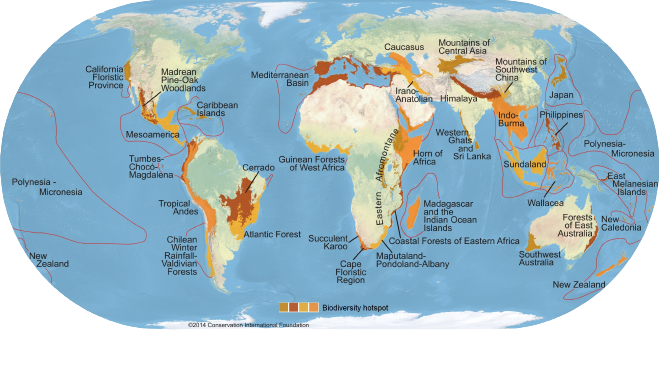 California
Floristic
Province
Madrean
Pine-Oak
Woodlands
Caribbean
Islands
Mesoamerica
Tumbes-
Chocó-
Magdalena
Cerrado
Polynesia -
Micronesia
Tropical
Andes
Atlantic Forest
Chilean
Winter
Rainfall-
Valdivian
Forests
New
Zealand
Caucasus
Mountains of
Central Asia
Mountains of
Southwest
China
Mediterranean
Basin
Irano-
Anatolian
Himalaya
Japan
Indo-
Burma
Philippines
Western
Ghats
and
Sri Lanka
Guinean Forests
of West Africa
Eastern Afromontane
Horn of
Africa
Sundaland
Polynesia-
Micronesia
East
Melanesian
Islands
Wallacea
Madagascar
and the
Indian Ocean
Islands
Forests
of East
Australia
New
Caledonia
Coastal Forests of Eastern Africa
Succulent
Karoo
Cape
Floristic
Region
Maputaland-
Pondoland-Albany
Southwest
Australia
New Zealand
Biodiversity hotspot
©2014 Conservation International Foundation